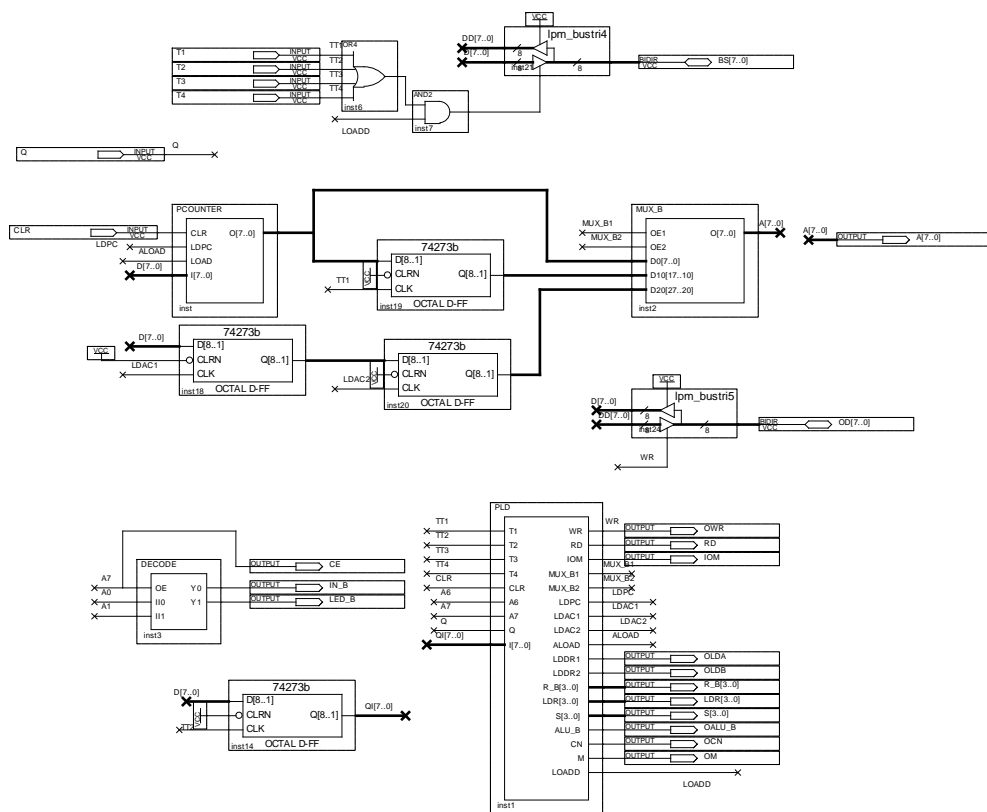 VCC
lpm_bustri4
DD[7..0]
D[7..0]
8
8
8
inst21
BIDIR
VCC
BS[7..0]
T1
INPUT
VCC
T2
INPUT
VCC
T3
INPUT
VCC
T4
INPUT
VCC
TT1
TT2
TT3
TT4
OR4
inst6
AND2
inst7
LOADD
Q
INPUT
VCC
Q
CLR
INPUT
VCC
LDPC
ALOAD
D[7..0]
PCOUNTER
CLR
O[7..0]
LDPC
LOAD
I[7..0]
inst
74273b
D[8..1]
CLRN
Q[8..1]
CLK
VCC
TT1
inst19
OCTAL D-FF
MUX_B
MUX_B1
MUX_B2
OE1
O[7..0]
OE2
D0[7..0]
D10[17..10]
D20[27..20]
inst2
A[7..0]
A[7..0]
OUTPUT
A[7..0]
D[7..0]
VCC
LDAC1
74273b
D[8..1]
CLRN
Q[8..1]
CLK
inst18
OCTAL D-FF
LDAC2
VCC
74273b
D[8..1]
CLRN
Q[8..1]
CLK
inst20
OCTAL D-FF
VCC
lpm_bustri5
D[7..0]
DD[7..0]
8
8
8
inst24
BIDIR
VCC
OD[7..0]
WR
DECODE
A7
A0
A1
OE
Y0
II0
Y1
II1
inst3
OUTPUT
CE
OUTPUT
IN_B
OUTPUT
LED_B
D[7..0]
VCC
TT2
74273b
D[8..1]
CLRN
Q[8..1]
CLK
inst14
OCTAL D-FF
QI[7..0]
PLD
TT1
TT2
TT3
TT4
CLR
A6
A7
Q
QI[7..0]
T1
T2
T3
T4
CLR
A6
A7
Q
I[7..0]
WR
RD
IOM
MUX_B1
MUX_B2
LDPC
LDAC1
LDAC2
ALOAD
LDDR1
LDDR2
R_B[3..0]
LDR[3..0]
S[3..0]
ALU_B
CN
M
LOADD
inst1
WR
OUTPUT
OWR
OUTPUT
RD
OUTPUT
IOM
MUX_B1
MUX_B2
LDPC
LDAC1
LDAC2
ALOAD
OUTPUT
OLDA
OUTPUT
OLDB
OUTPUT
R_B[3..0]
OUTPUT
LDR[3..0]
OUTPUT
S[3..0]
OUTPUT
OALU_B
OUTPUT
OCN
OUTPUT
OM
LOADD